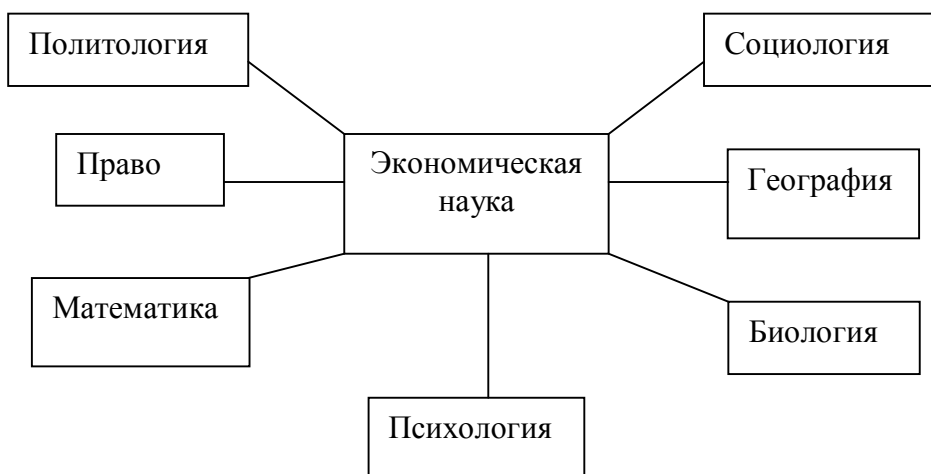 Политология
Социология
Право
Экономическая
наука
География
Математика
Биология
Психология